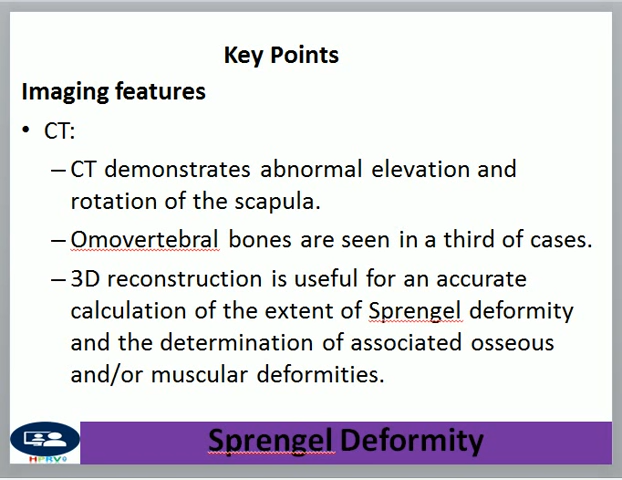 Key Points
Imaging features
• CT:
– CT demonstrates abnormal elevation and
rotation of the scapula.
– Omovertebral bones are seen in a third of cases.
– 3D reconstruction is useful for an accurate
calculation of the extent of Sprengel deformity
and the determination of associated osseous
and/or muscular deformities.
Sprengel Deformity